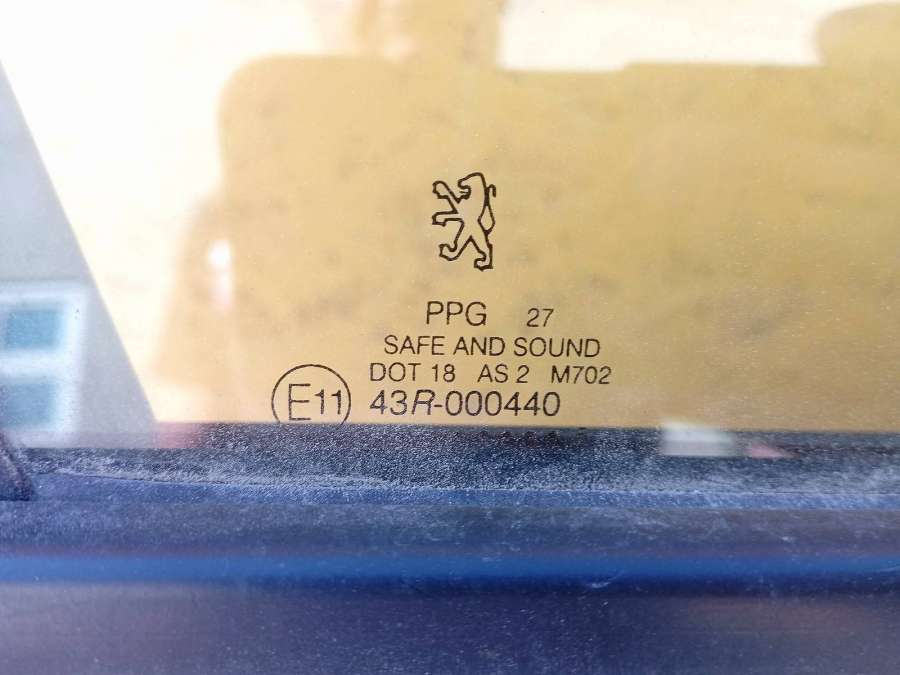 PPG 27
SAFE AND SOUND
DOT 18 AS 2 M702
E11 43R-000440